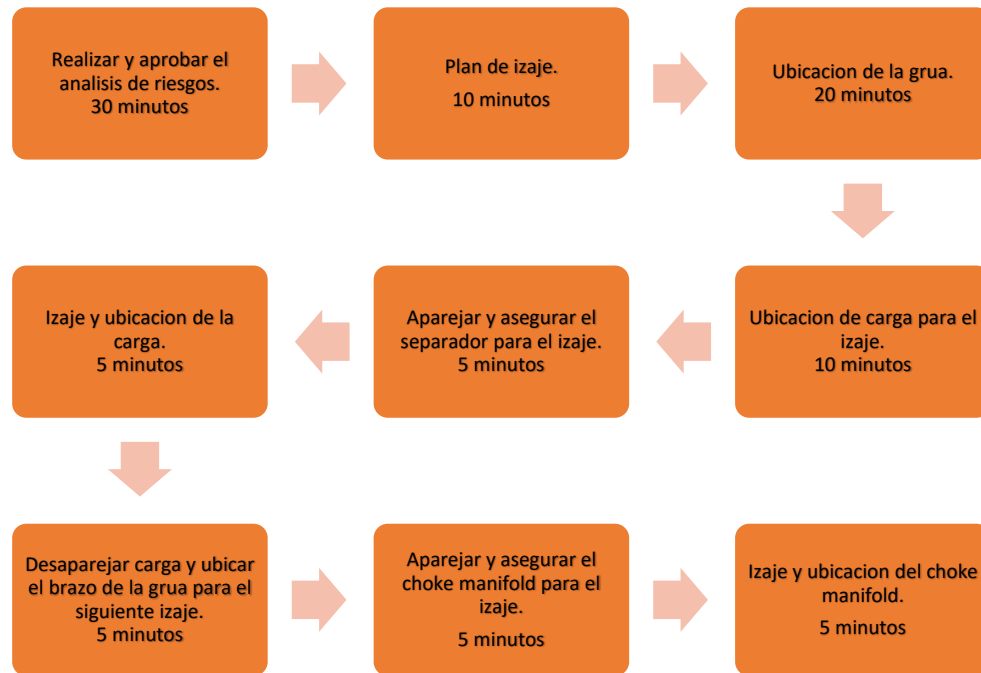 Realizar y aprobar el
analisis de riesgos.
30 minutos
Plan de izaje.
10 minutos
Ubicacion de la grua.
20 minutos
Ubicacion de carga para el
izaje.
10 minutos
Aparejar y asegurar el
separador para el izaje.
5 minutos
Izaje y ubicacion de la
carga.
5 minutos
Desaparejar carga y ubicar
el brazo de la grua para el
siguiente izaje.
5 minutos
Aparejar y asegurar el
choke manifold para el
izaje.
5 minutos
Izaje y ubicacion del choke
manifold.
5 minutos